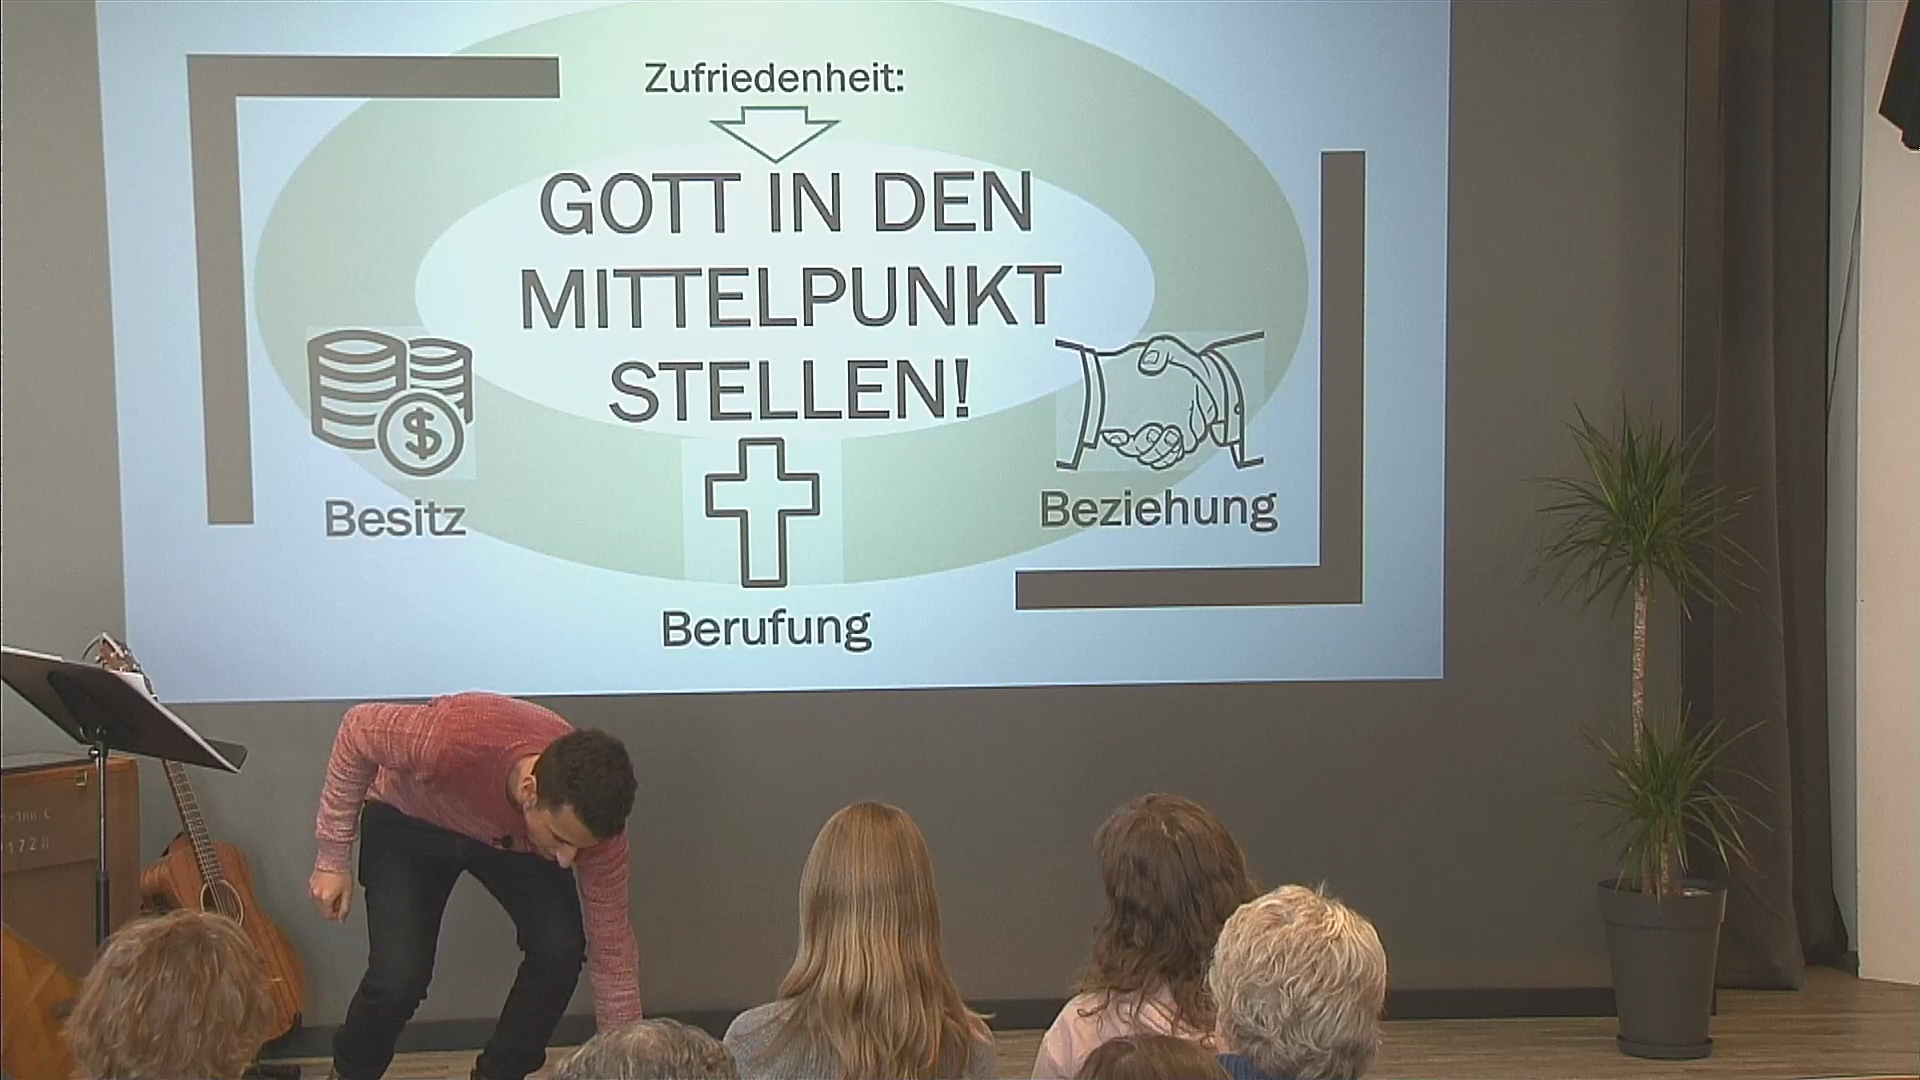 Zufriedenheit:
GOTT IN DEN
MITTELPUNKT
STELLEN!
$
Besitz
Beziehung
Berufung